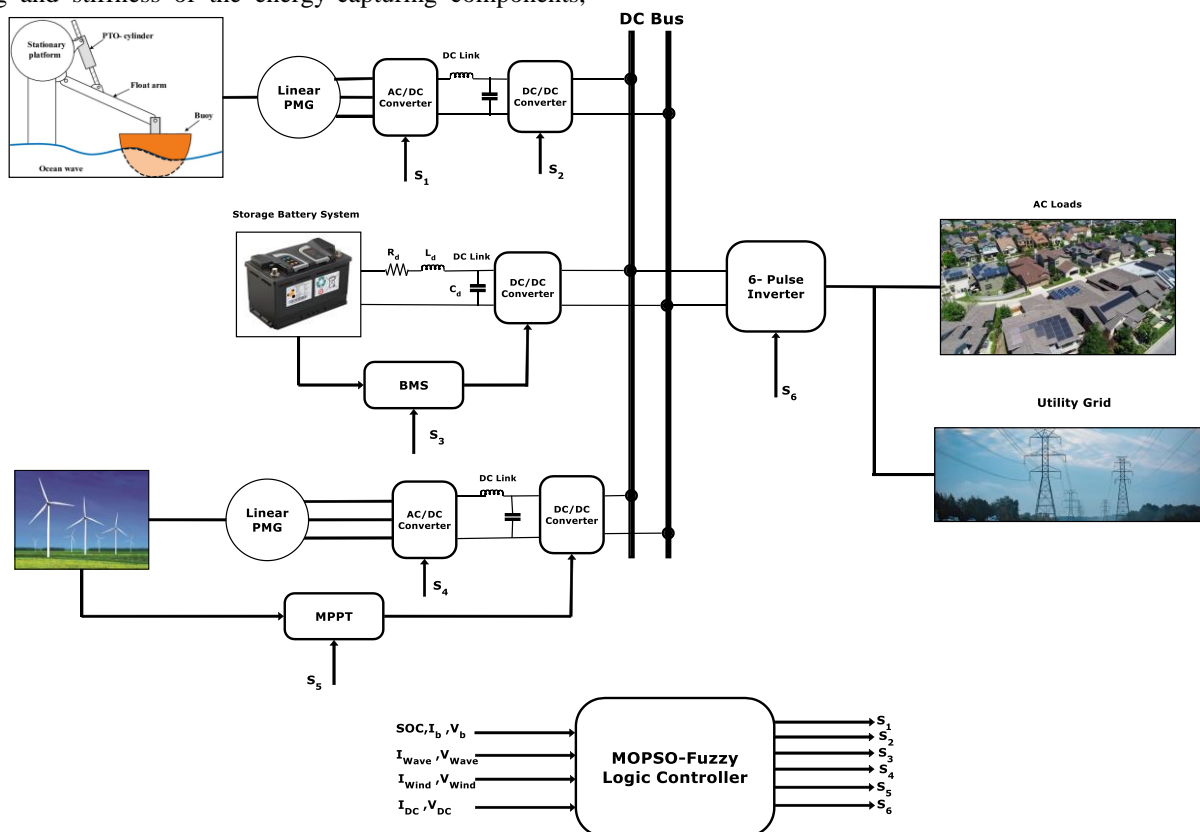 g and stiffness of the energy-capturing components,
DC Bus
Stationary
platform
PTO- cylinder
Float arm
Buoy
Ocean wave
Linear
PMG
AC/DC
Converter
DC Link
DC/DC
Converter
S1
S2
Storage Battery System
Rd
Ld
DC Link
Cd
DC/DC
Converter
BMS
S3
6- Pulse
Inverter
S6
AC Loads
Utility Grid
Linear
PMG
AC/DC
Converter
DC Link
DC/DC
Converter
S4
MPPT
S5
SOC,Ib ,Vb
IWave ,VWave
IWind ,VWind
IDC ,VDC
MOPSO-Fuzzy
Logic Controller
S1
S2
S3
S4
S5
S6